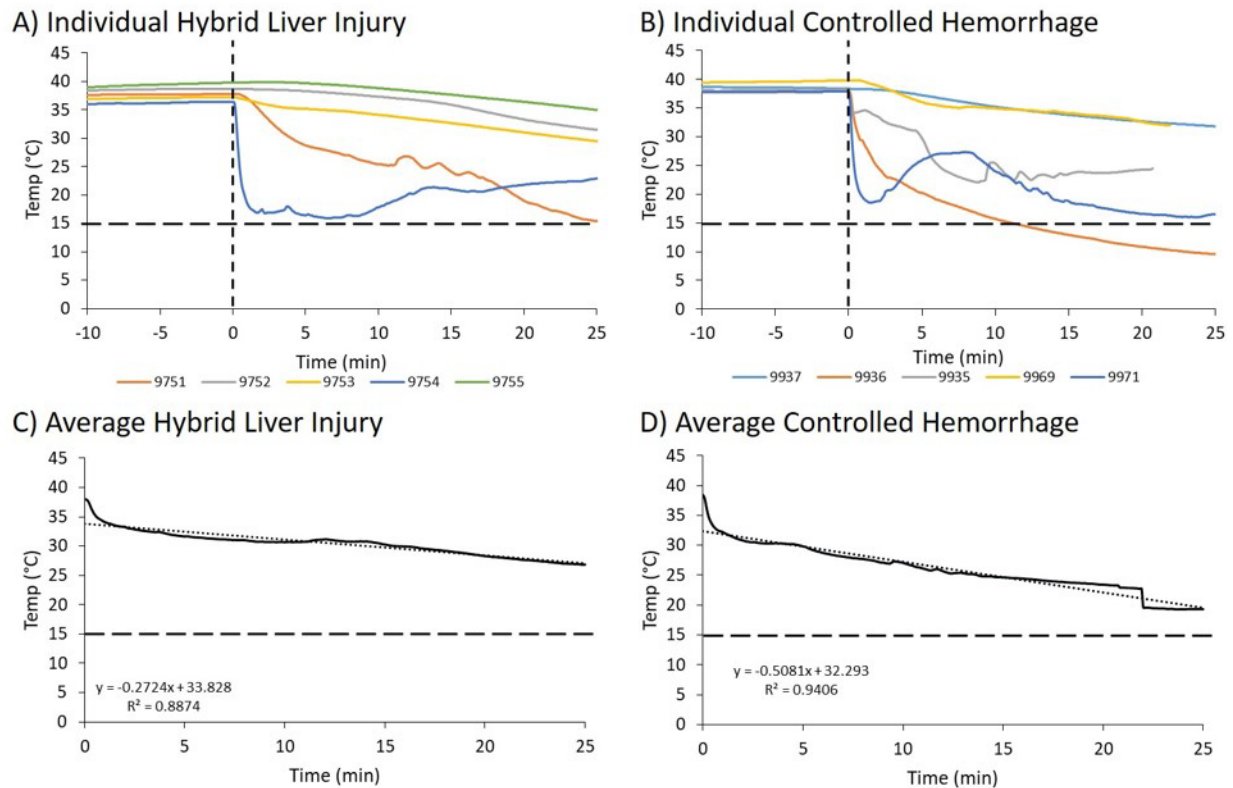 A) Individual Hybrid Liver Injury
45
40
35
30
25
20
15
10
5
0
Temp (°C)
-10 -5 0 5 10 15 20 25
Time (min)
9751 9752 9753 9754 9755
B) Individual Controlled Hemorrhage
45
40
35
30
25
20
15
10
5
0
Temp (°C)
-10 -5 0 5 10 15 20 25
Time (min)
9937 9936 9935 9969 9971
C) Average Hybrid Liver Injury
45
40
35
30
25
20
15
10
5
0
Temp (°C)
y = -0.2724x + 33.828
R² = 0.8874
0 5 10 15 20 25
Time (min)
D) Average Controlled Hemorrhage
45
40
35
30
25
20
15
10
5
0
Temp (°C)
y = -0.5081x + 32.293
R² = 0.9406
0 5 10 15 20 25
Time (min)